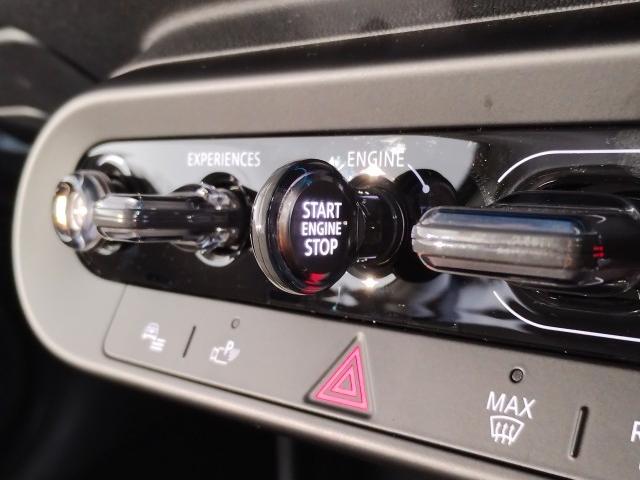 EXPERIENCES
ENGINE
START
ENGINE
STOP
P
MAX
R